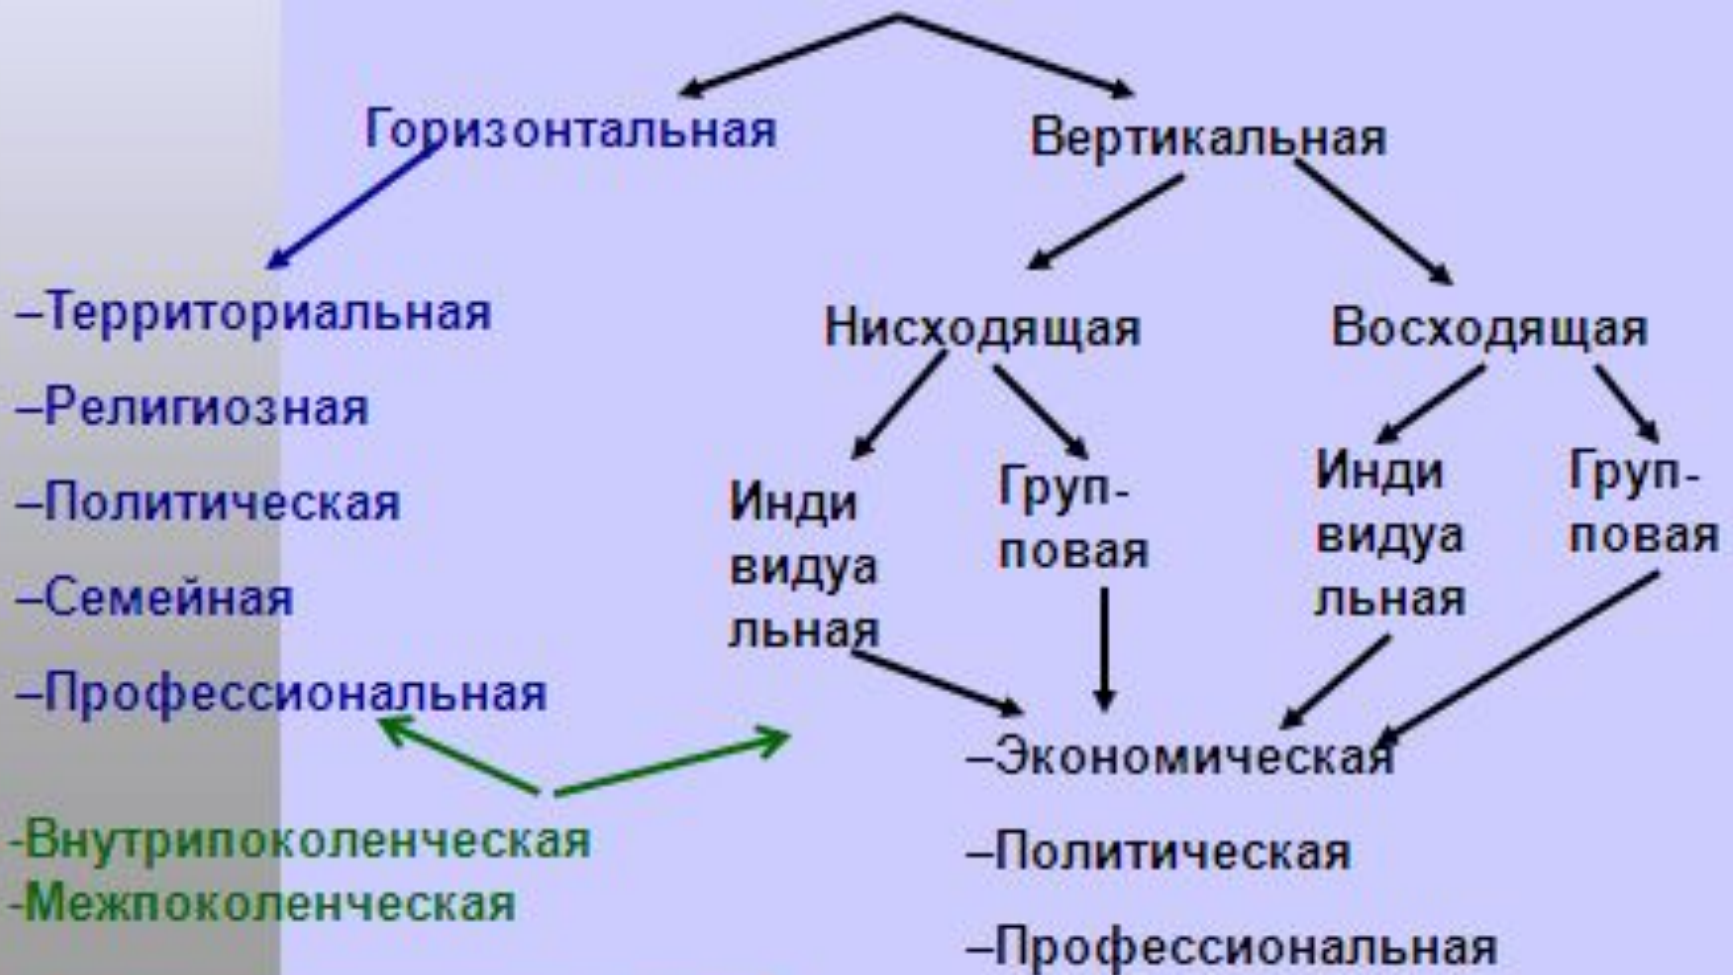 Горизонтальная
Вертикальная
–Территориальная
–Религиозная
–Политическая
–Семейная
–Профессиональная
-Внутрипоколенческая
-Межпоколенческая
Нисходящая
Восходящая
Инди
видуа
льная
Груп-
повая
Инди
видуа
льная
Груп-
повая
–Экономическая
–Политическая
–Профессиональная